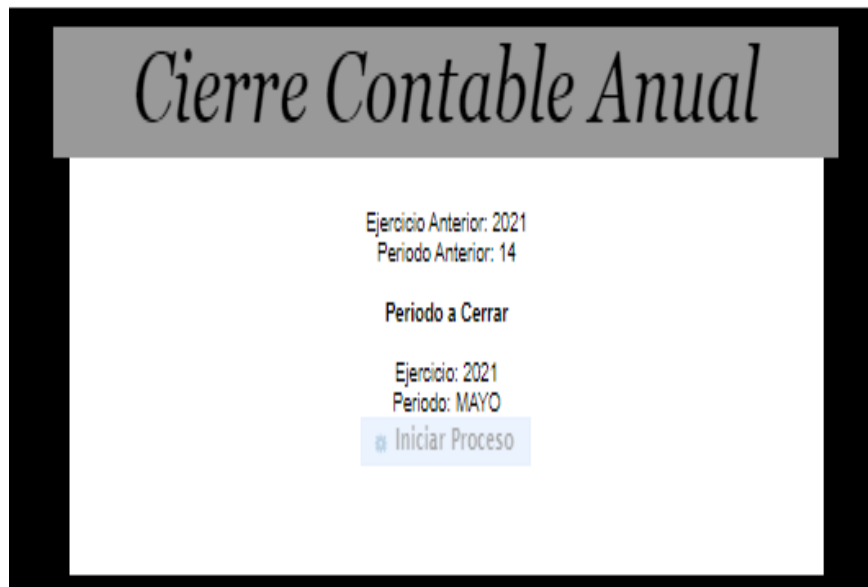 Cierre Contable Anual
Ejercicio Anterior: 2021
Periodo Anterior: 14
Periodo a Cerrar
Ejercicio: 2021
Periodo: MAYO
Iniciar Proceso